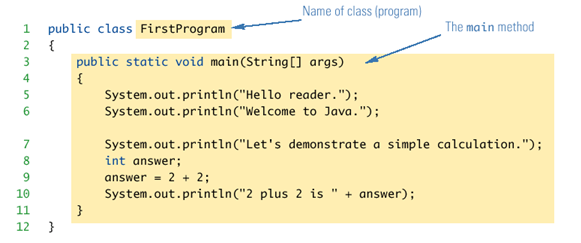 Name of class (program)
1 public class FirstProgram
The main method
2 {
3 public static void main(String[] args)
4 {
5 System.out.println("Hello reader.");
6 System.out.println("Welcome to Java.");
7 System.out.println("Let's demonstrate a simple calculation.");
8 int answer;
9 answer = 2 + 2;
10 System.out.println("2 plus 2 is " + answer);
11 }
12 }